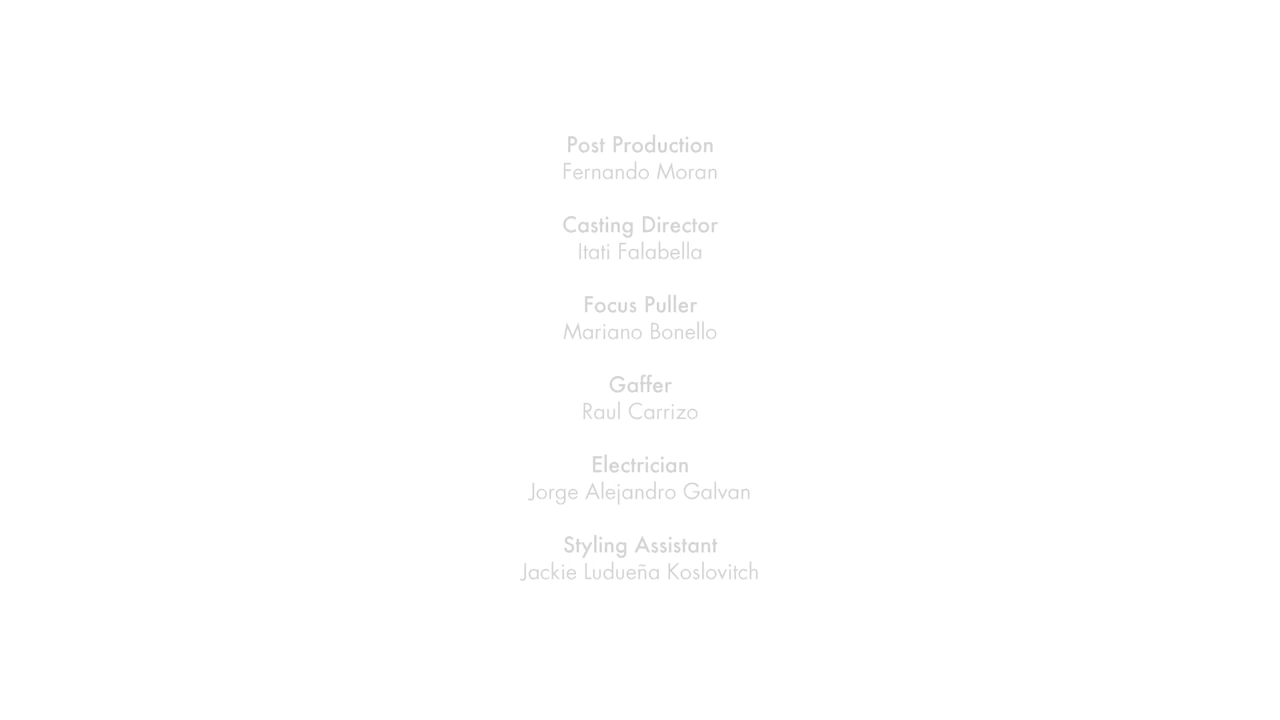 Post Production
Fernando Moran
Casting Director
Itati Falabella
Focus Puller
Mariano Bonello
Gaffer
Raul Carrizo
Electrician
Jorge Alejandro Galvan
Styling Assistant
Jackie Ludueña Koslovitch